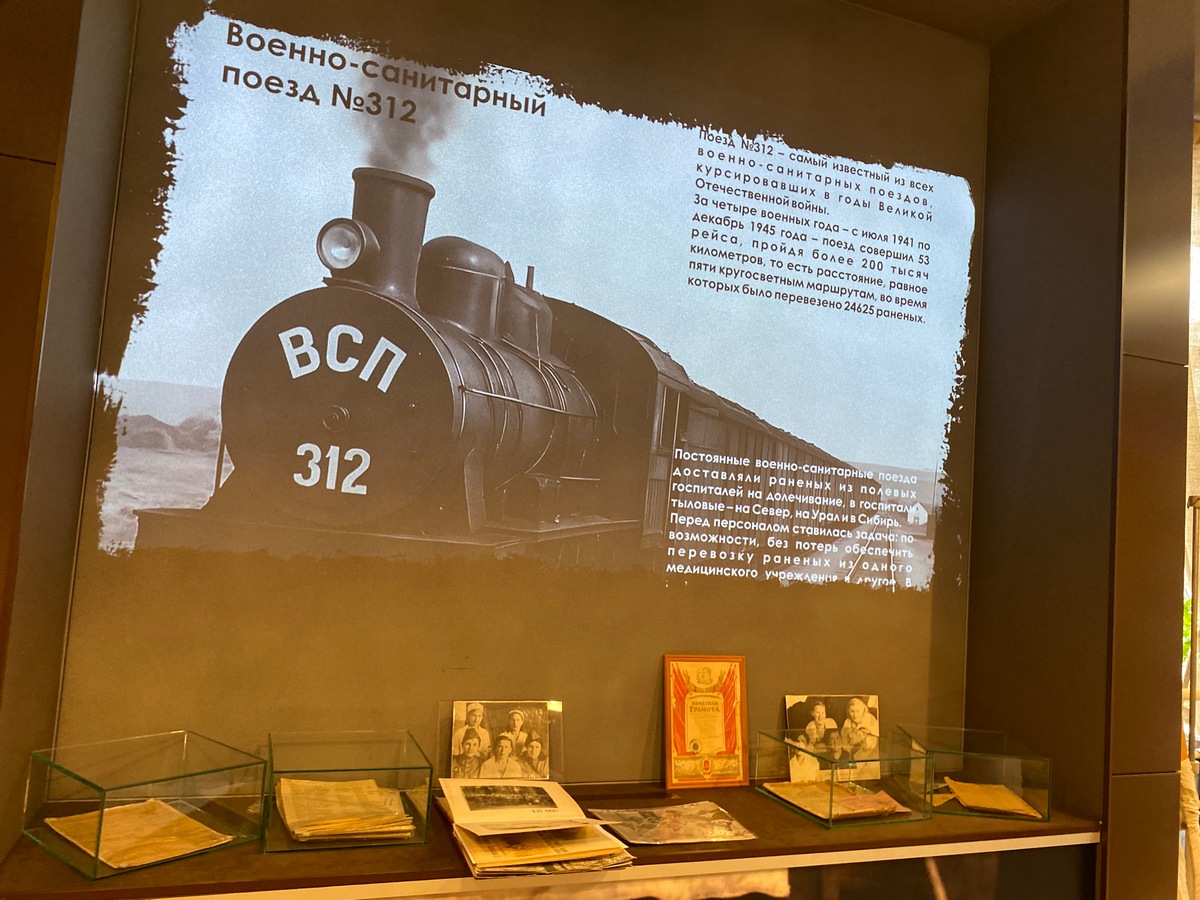 Военно-санитарный
поезд №312
Поезд №312 – самый известный из всех
военно-санитарных поездов,
курсировавших в годы Великой
Отечественной войны.
За четыре военных года – с июля 1941 по
декабрь 1945 года – поезд совершил 53
рейса, пройдя более 200 тысяч
километров, то есть расстояние, равное
пяти кругосветным маршрутам, во время
которых было перевезено 24625 раненых.
ВСП
312
Постоянные военно-санитарные поезда
доставляли раненых из полевых
госпиталей на долечивание, в госпитали
тыловые – на Север, на Урал и в Сибирь.
Перед персоналом ставилась задача: по
возможности, без потерь обеспечить
перевозку раненых из одного
медицинского учреждения в другое. В
ПОЧЕТНАЯ
ГРАМОТА